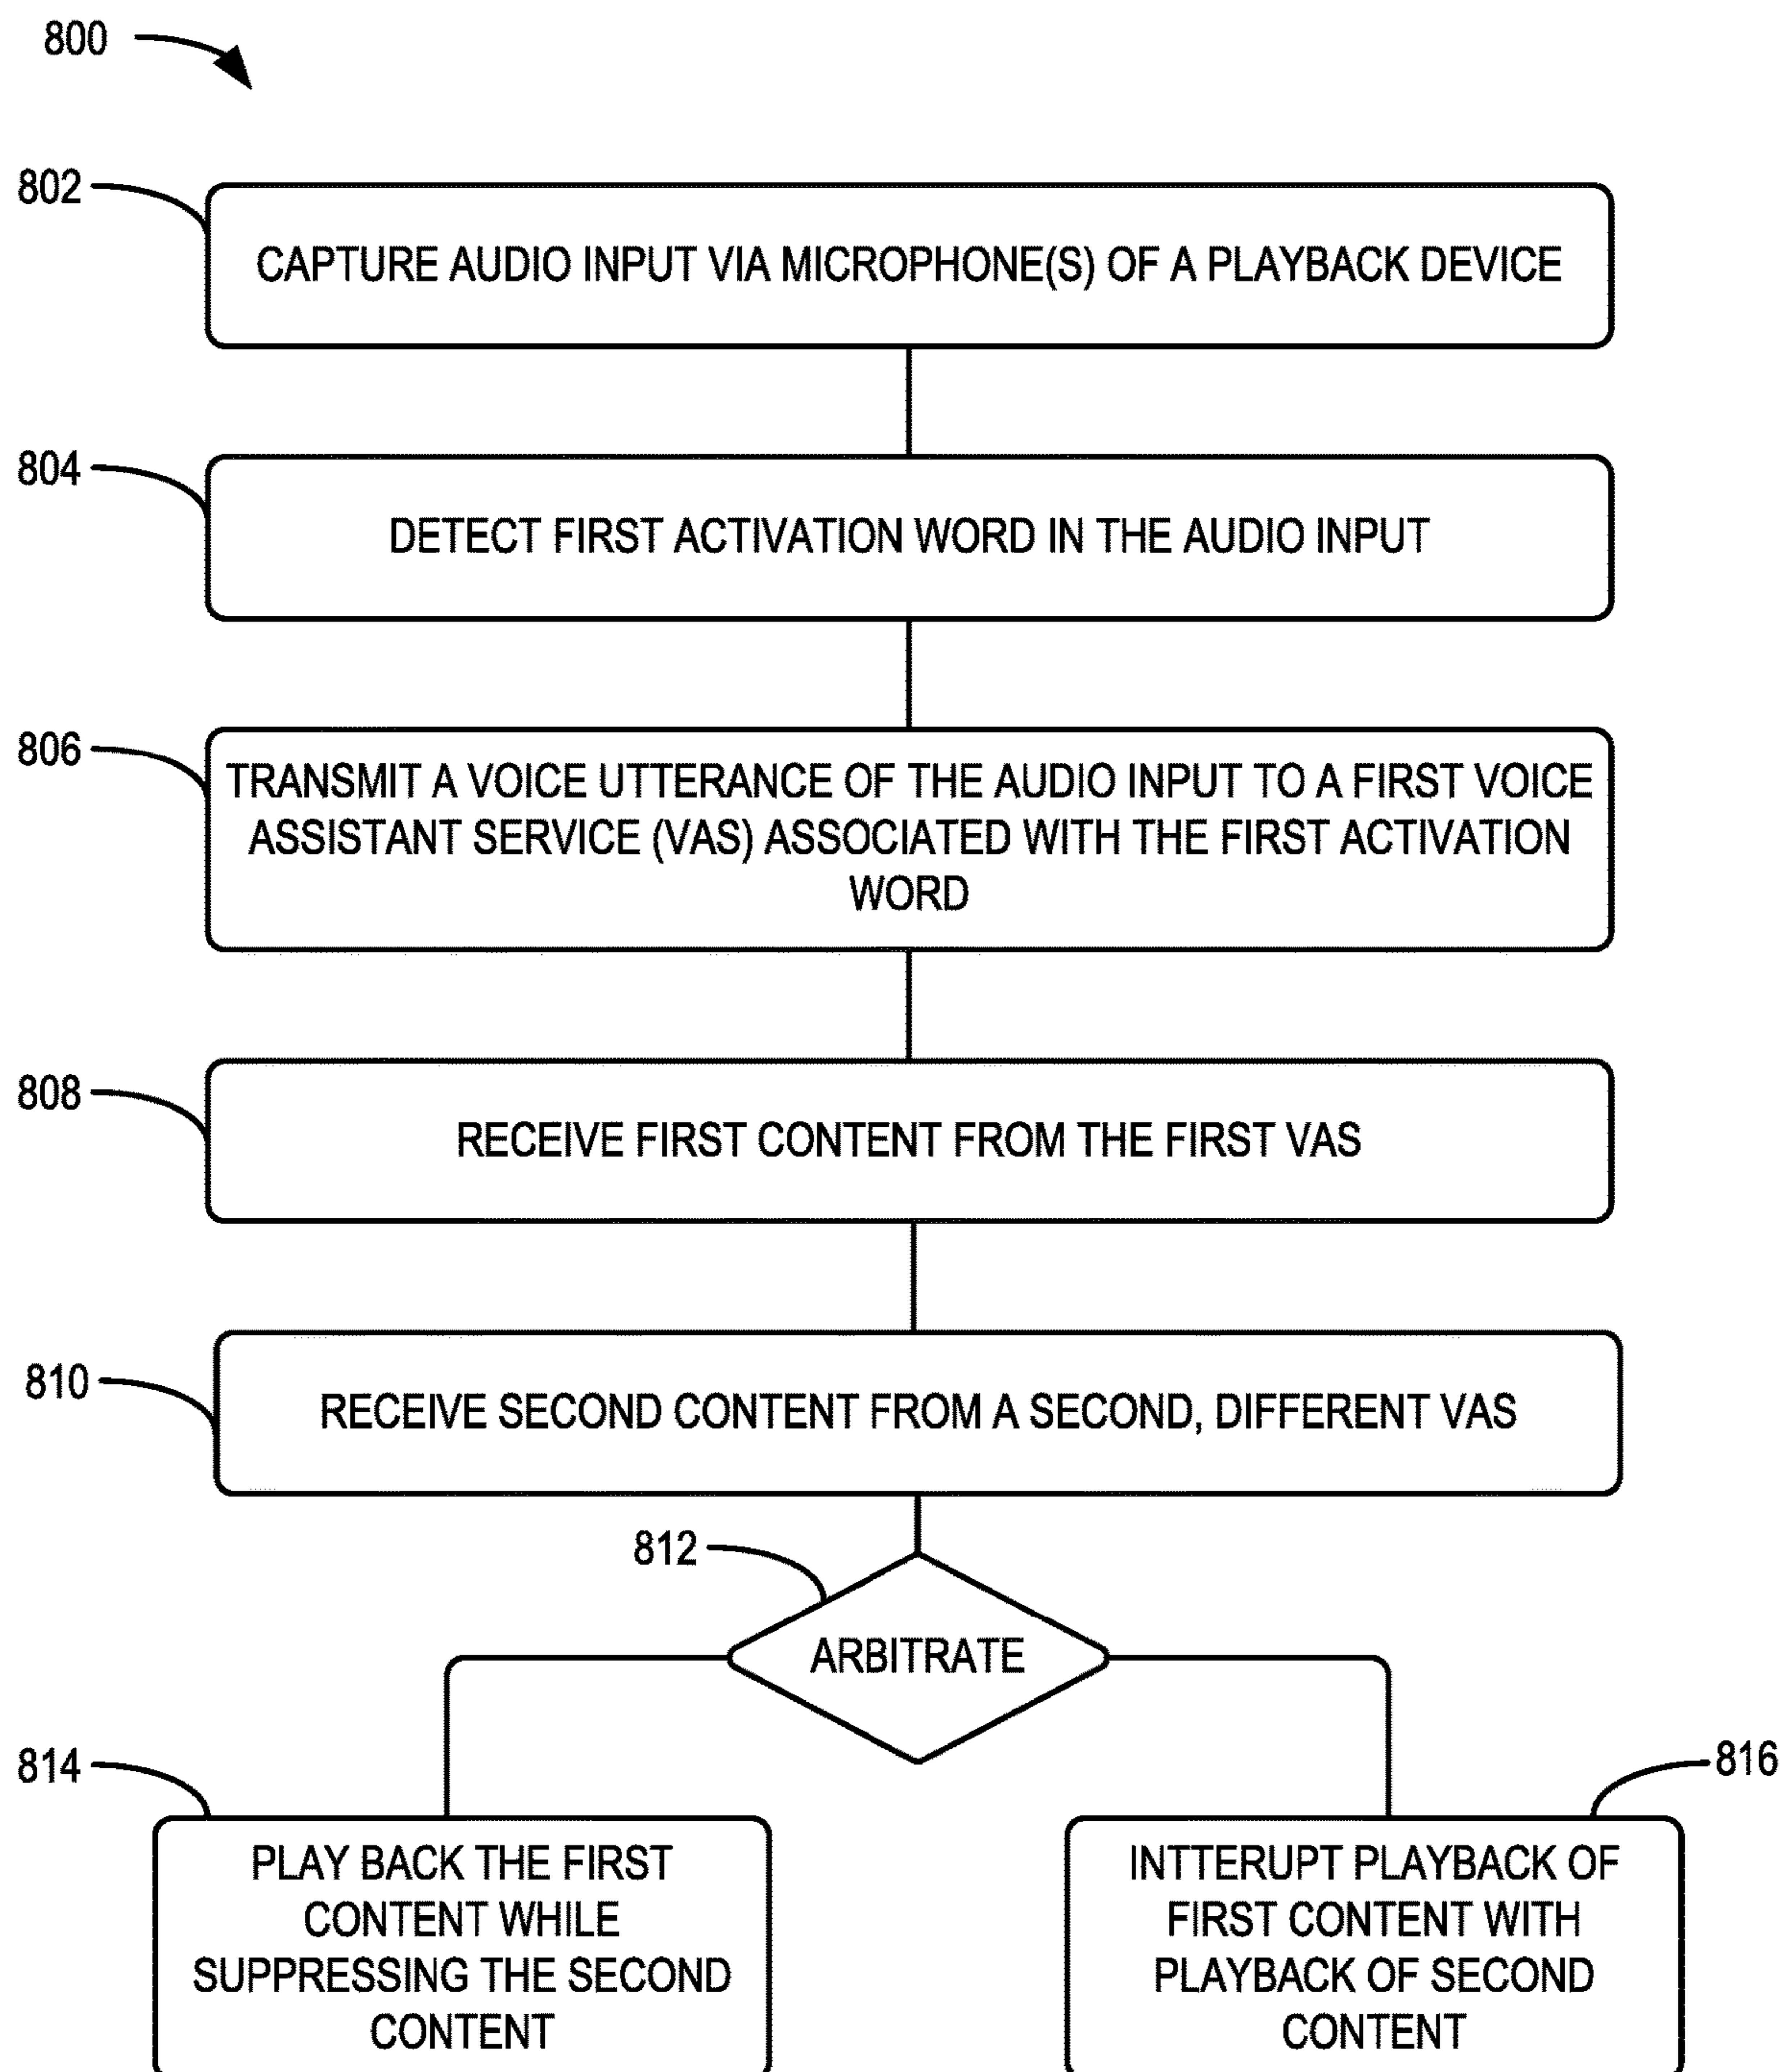 800
802
CAPTURE AUDIO INPUT VIA MICROPHONE(S) OF A PLAYBACK DEVICE
804
DETECT FIRST ACTIVATION WORD IN THE AUDIO INPUT
806
TRANSMIT A VOICE UTTERANCE OF THE AUDIO INPUT TO A FIRST VOICE
ASSISTANT SERVICE (VAS) ASSOCIATED WITH THE FIRST ACTIVATION
WORD
808
RECEIVE FIRST CONTENT FROM THE FIRST VAS
810
RECEIVE SECOND CONTENT FROM A SECOND, DIFFERENT VAS
812
ARBITRATE
814
PLAY BACK THE FIRST
CONTENT WHILE
SUPPRESSING THE SECOND
CONTENT
816
INTTERUPT PLAYBACK OF
FIRST CONTENT WITH
PLAYBACK OF SECOND
CONTENT